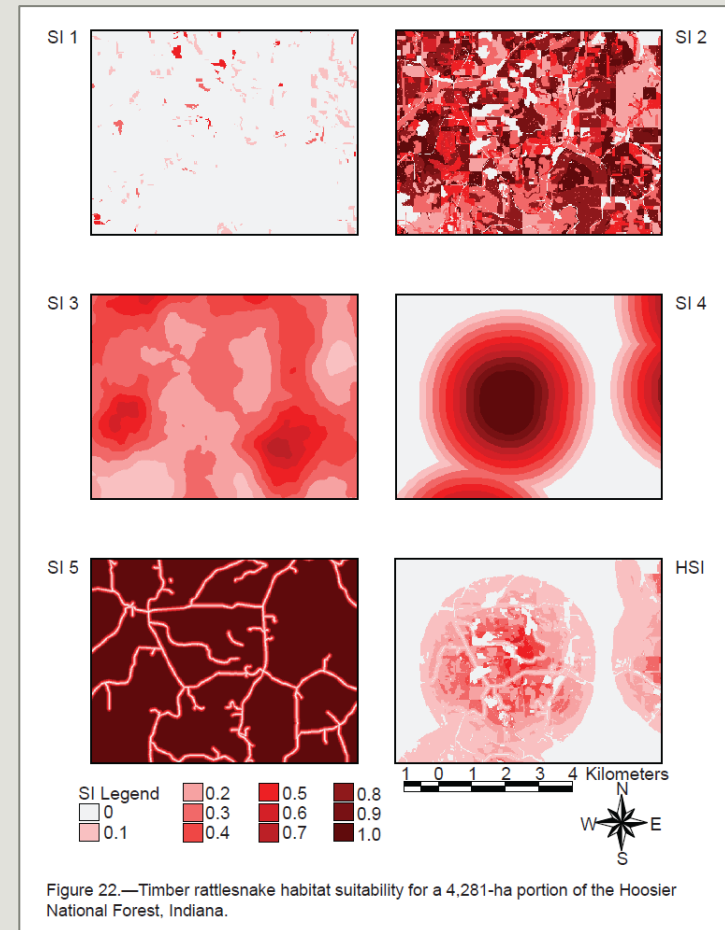 SI 1
SI 2
SI 3
SI 4
SI 5
HSI
SI Legend
0
0.1
0.2
0.3
0.4
0.5
0.6
0.7
0.8
0.9
1.0
1 0 1 2 3 4 Kilometers
N
W E
S
Figure 22.—Timber rattlesnake habitat suitability for a 4,281-ha portion of the Hoosier
National Forest, Indiana.